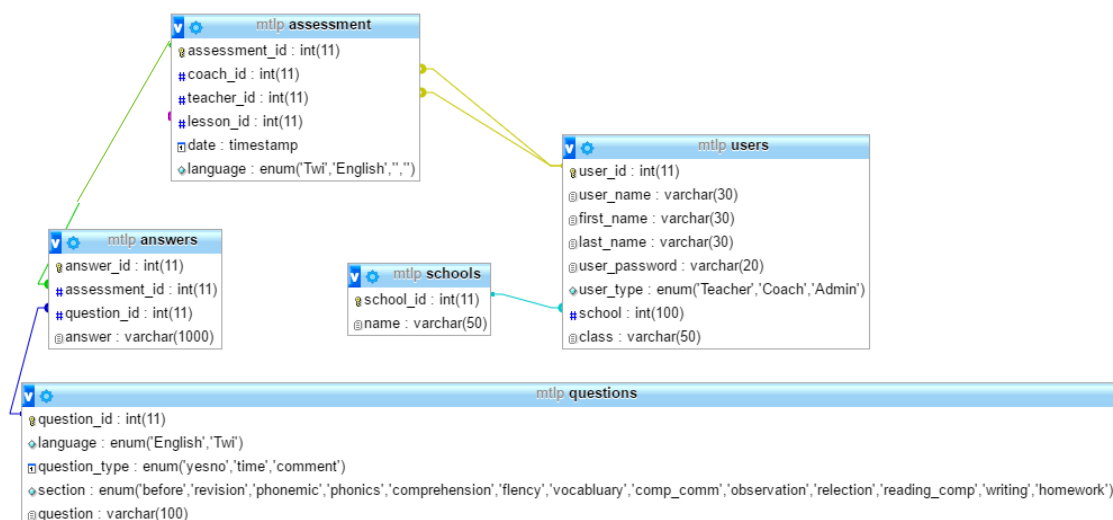 mtlp assessment
assessment_id : int(11)
coach_id : int(11)
teacher_id : int(11)
lesson_id : int(11)
date : timestamp
language : enum('Twi','English','','')
mtlp users
user_id : int(11)
user_name : varchar(30)
first_name : varchar(30)
last_name : varchar(30)
user_password : varchar(20)
user_type : enum('Teacher','Coach','Admin')
school : int(100)
class : varchar(50)
mtlp answers
answer_id : int(11)
assessment_id : int(11)
question_id : int(11)
answer : varchar(1000)
mtlp schools
school_id : int(11)
name : varchar(50)
mtlp questions
question_id : int(11)
language : enum('English','Twi')
question_type : enum('yesno','time','comment')
section : enum('before','revision','phonemic','phonics','comprehension','flency','vocabluary','comp_comm','observation','relection','reading_comp','writing','homework')
question : varchar(100)